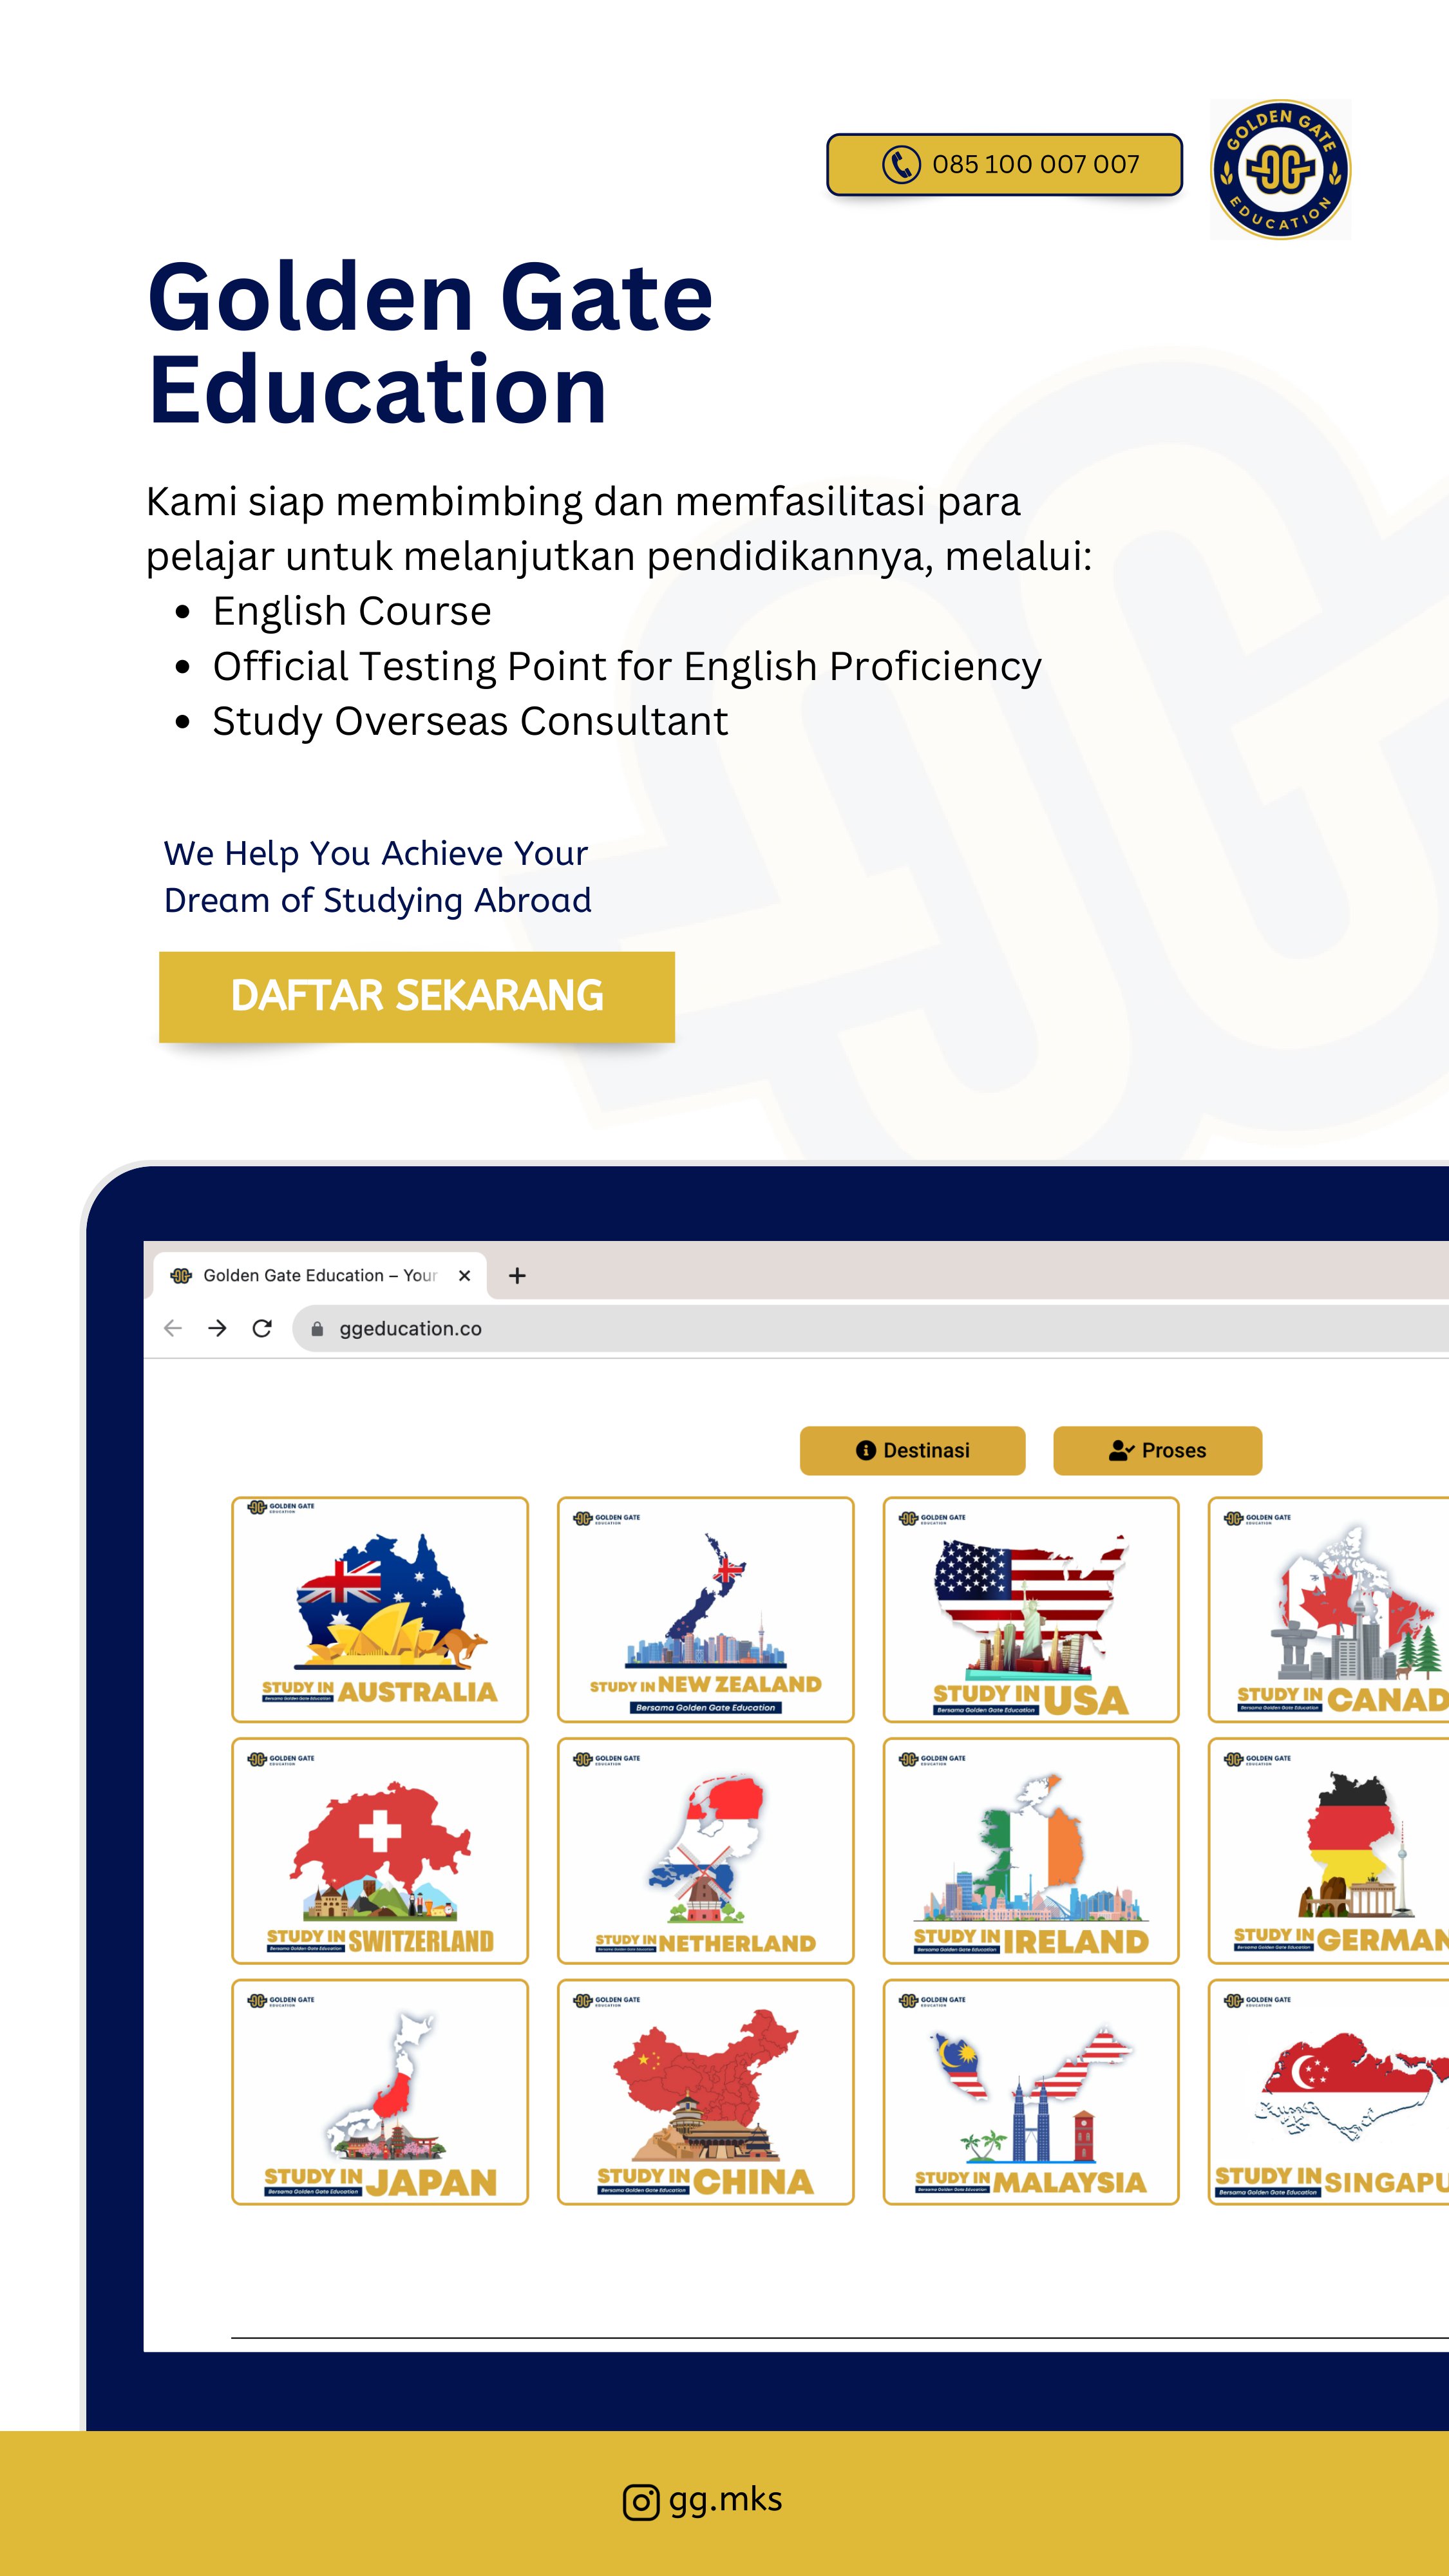 085 100 007 007
GOLDEN GATE
EDUCATION
Golden Gate
Education
Kami siap membimbing dan memfasilitasi para
pelajar untuk melanjutkan pendidikannya, melalui:
• English Course
• Official Testing Point for English Proficiency
• Study Overseas Consultant
We Help You Achieve Your
Dream of Studying Abroad
DAFTAR SEKARANG
Golden Gate Education – Your
ggeducation.co
Destinasi
Proses
GOLDEN GATE
EDUCATION
STUDY IN AUSTRALIA
Bersama Golden Gate Education
GOLDEN GATE
EDUCATION
STUDY IN NEW ZEALAND
Bersama Golden Gate Education
GOLDEN GATE
EDUCATION
STUDY IN USA
Bersama Golden Gate Education
GOLDEN GATE
EDUCATION
STUDY IN CANAD
Bersama Golden Gate Education
GOLDEN GATE
EDUCATION
STUDY IN SWITZERLAND
Bersama Golden Gate Education
GOLDEN GATE
EDUCATION
STUDY IN NETHERLAND
Bersama Golden Gate Education
GOLDEN GATE
EDUCATION
STUDY IN IRELAND
Bersama Golden Gate Education
GOLDEN GATE
EDUCATION
STUDY IN GERMAN
Bersama Golden Gate Education
GOLDEN GATE
EDUCATION
STUDY IN JAPAN
Bersama Golden Gate Education
GOLDEN GATE
EDUCATION
STUDY IN CHINA
Bersama Golden Gate Education
GOLDEN GATE
EDUCATION
STUDY IN MALAYSIA
Bersama Golden Gate Education
GOLDEN GATE
EDUCATION
STUDY IN SINGAPU
Bersama Golden Gate Education
gg.mks